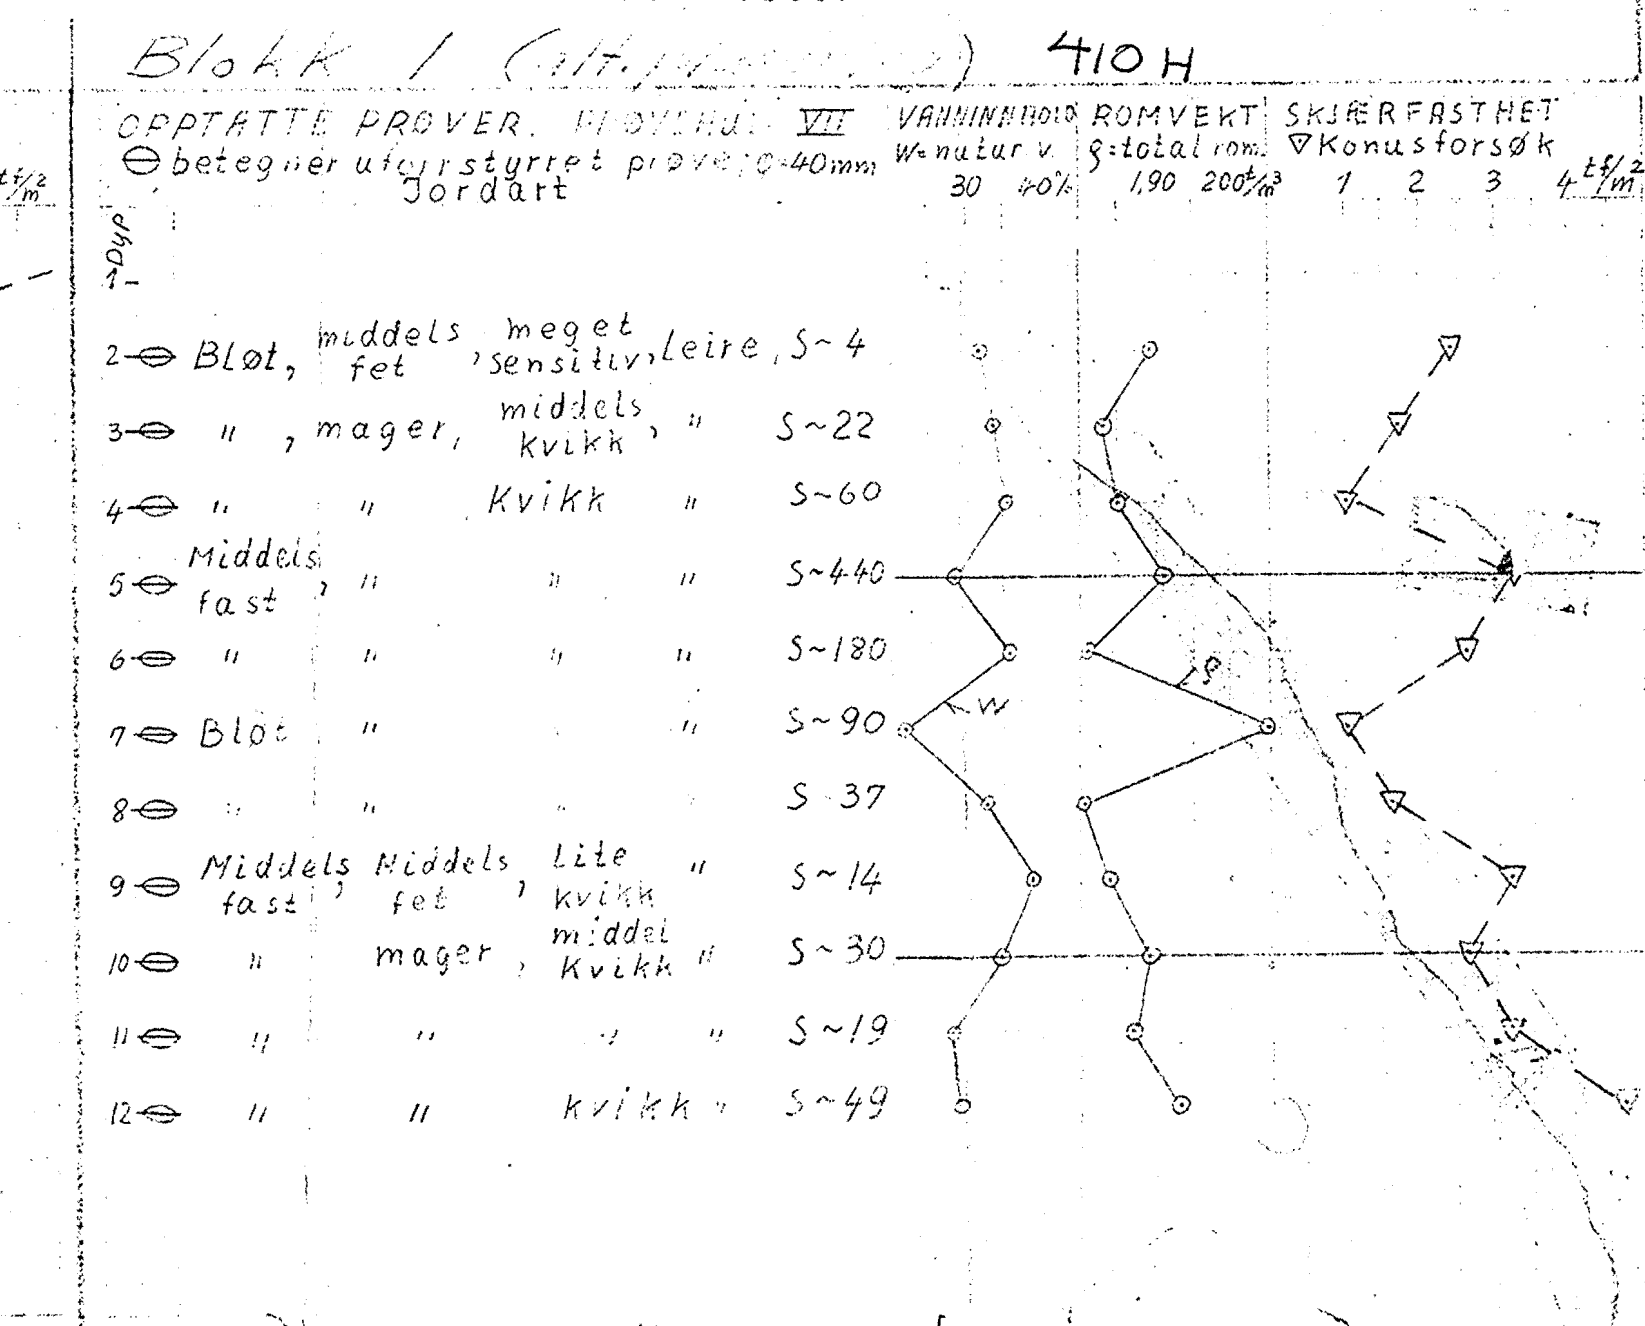 Blokk 1 410 H
OPPTATTE PRØVER. VII VANNINNHOLD ROMVEKT SKJÆRFASTHET
betegner uforrstyrret prøve; ø=40mm W=natur v. ρ=total rom. Konusforsøk
tf/m²
Jordart 30 40% 1,90 200t/m³ 1 2 3 4 tf/m²
Dyp
1-
2 Bløt, middels fet, meget sensitiv, Leire, S~4
3 " , mager, middels kvikk, " S~22
4 " " Kvikk " S~60
5 Middels fast, " " " S~440
6 " " " " S~180
ρ
7 Bløt " " S~90
W
8 " " " S 37
9 Middels fast, Middels fet, Lite kvikk " S~14
10 " mager, middel Kvikk " S~30
11 " " " " S~19
12 " " kvikk " S~49